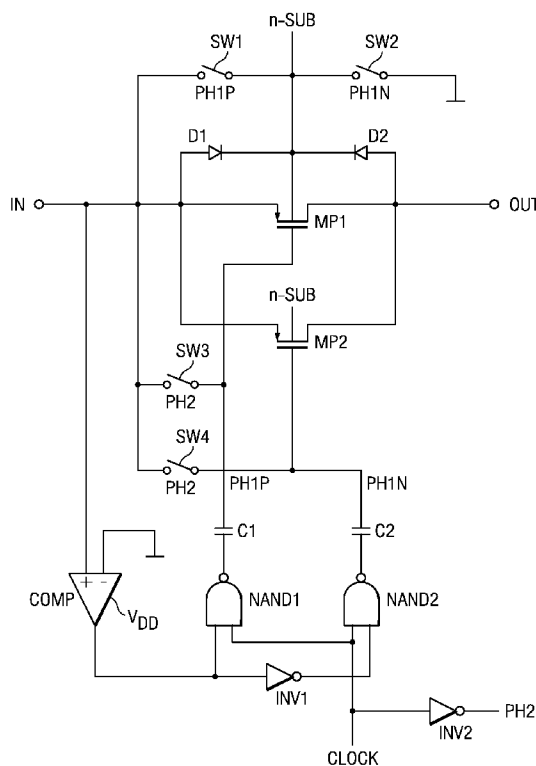 n-SUB
SW1
SW2
PH1P
PH1N
D1
D2
IN
OUT
MP1
n-SUB
MP2
SW3
PH2
SW4
PH2
PH1P
PH1N
C1
C2
+ -
COMP
VDD
NAND1
NAND2
INV1
INV2
PH2
CLOCK